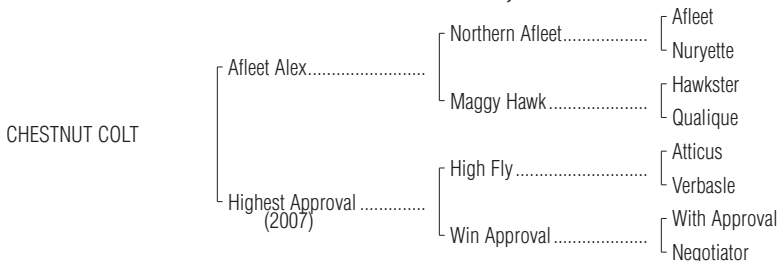 Afleet
Northern Afleet..................
Nuryette
Afleet Alex.........................
Hawkster
Maggy Hawk.....................
Qualique
CHESTNUT COLT
Atticus
High Fly............................
Verbasle
Highest Approval ..............
(2007)
With Approval
Win Approval....................
Negotiator